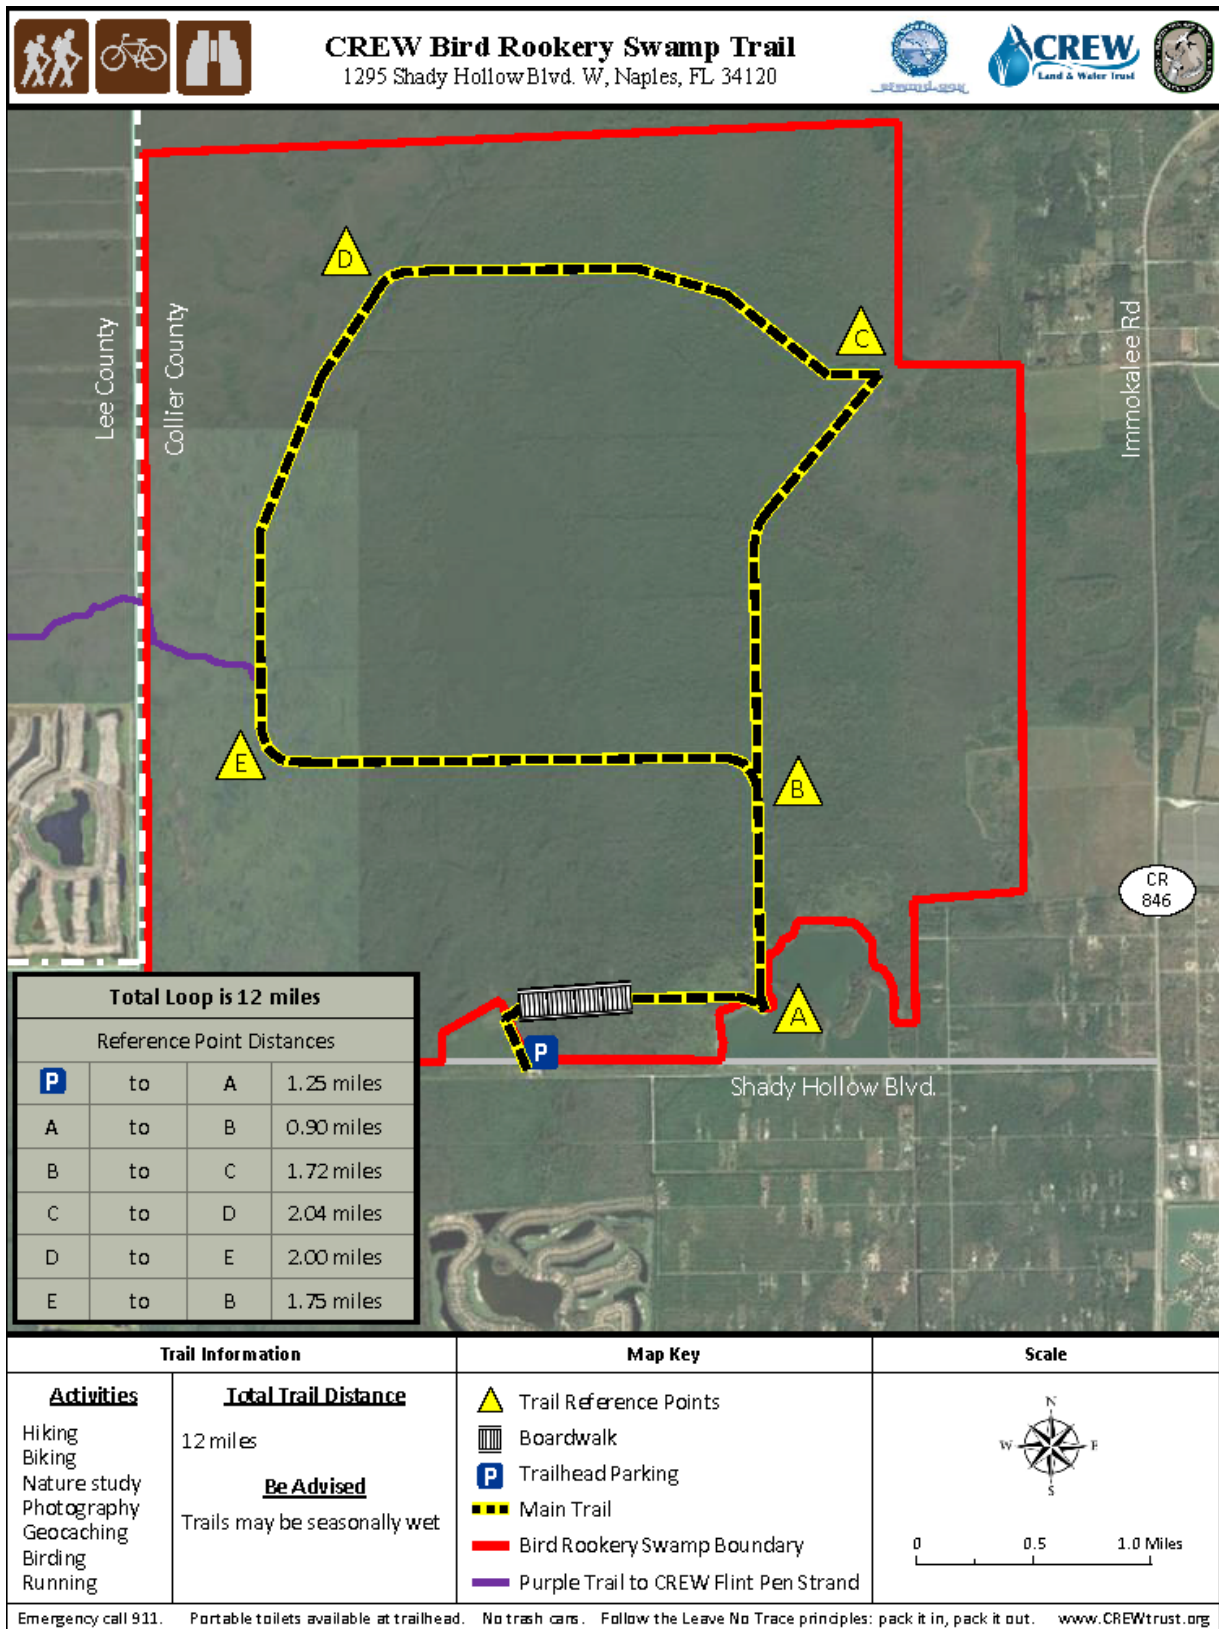 CREW Bird Rookery Swamp Trail
1295 Shady Hollow Blvd. W, Naples, FL 34120
sfwmd.gov
CREW
Land & Water Trust
D
C
Lee County
Collier County
Immokalee Rd
E
B
CR
846
A
P
Shady Hollow Blvd.
Total Loop is 12 miles
Reference Point Distances
P to A 1.25 miles
A to B 0.90 miles
B to C 1.72 miles
C to D 2.04 miles
D to E 2.00 miles
E to B 1.75 miles
Trail Information
Activities
Hiking
Biking
Nature study
Photography
Geocaching
Birding
Running
Total Trail Distance
12 miles
Be Advised
Trails may be seasonally wet
Map Key
Trail Reference Points
Boardwalk
P Trailhead Parking
Main Trail
Bird Rookery Swamp Boundary
Purple Trail to CREW Flint Pen Strand
Scale
N
W E
S
0 0.5 1.0 Miles
Emergency call 911. Portable toilets available at trailhead. No trash cans. Follow the Leave No Trace principles: pack it in, pack it out. www.CREWtrust.org